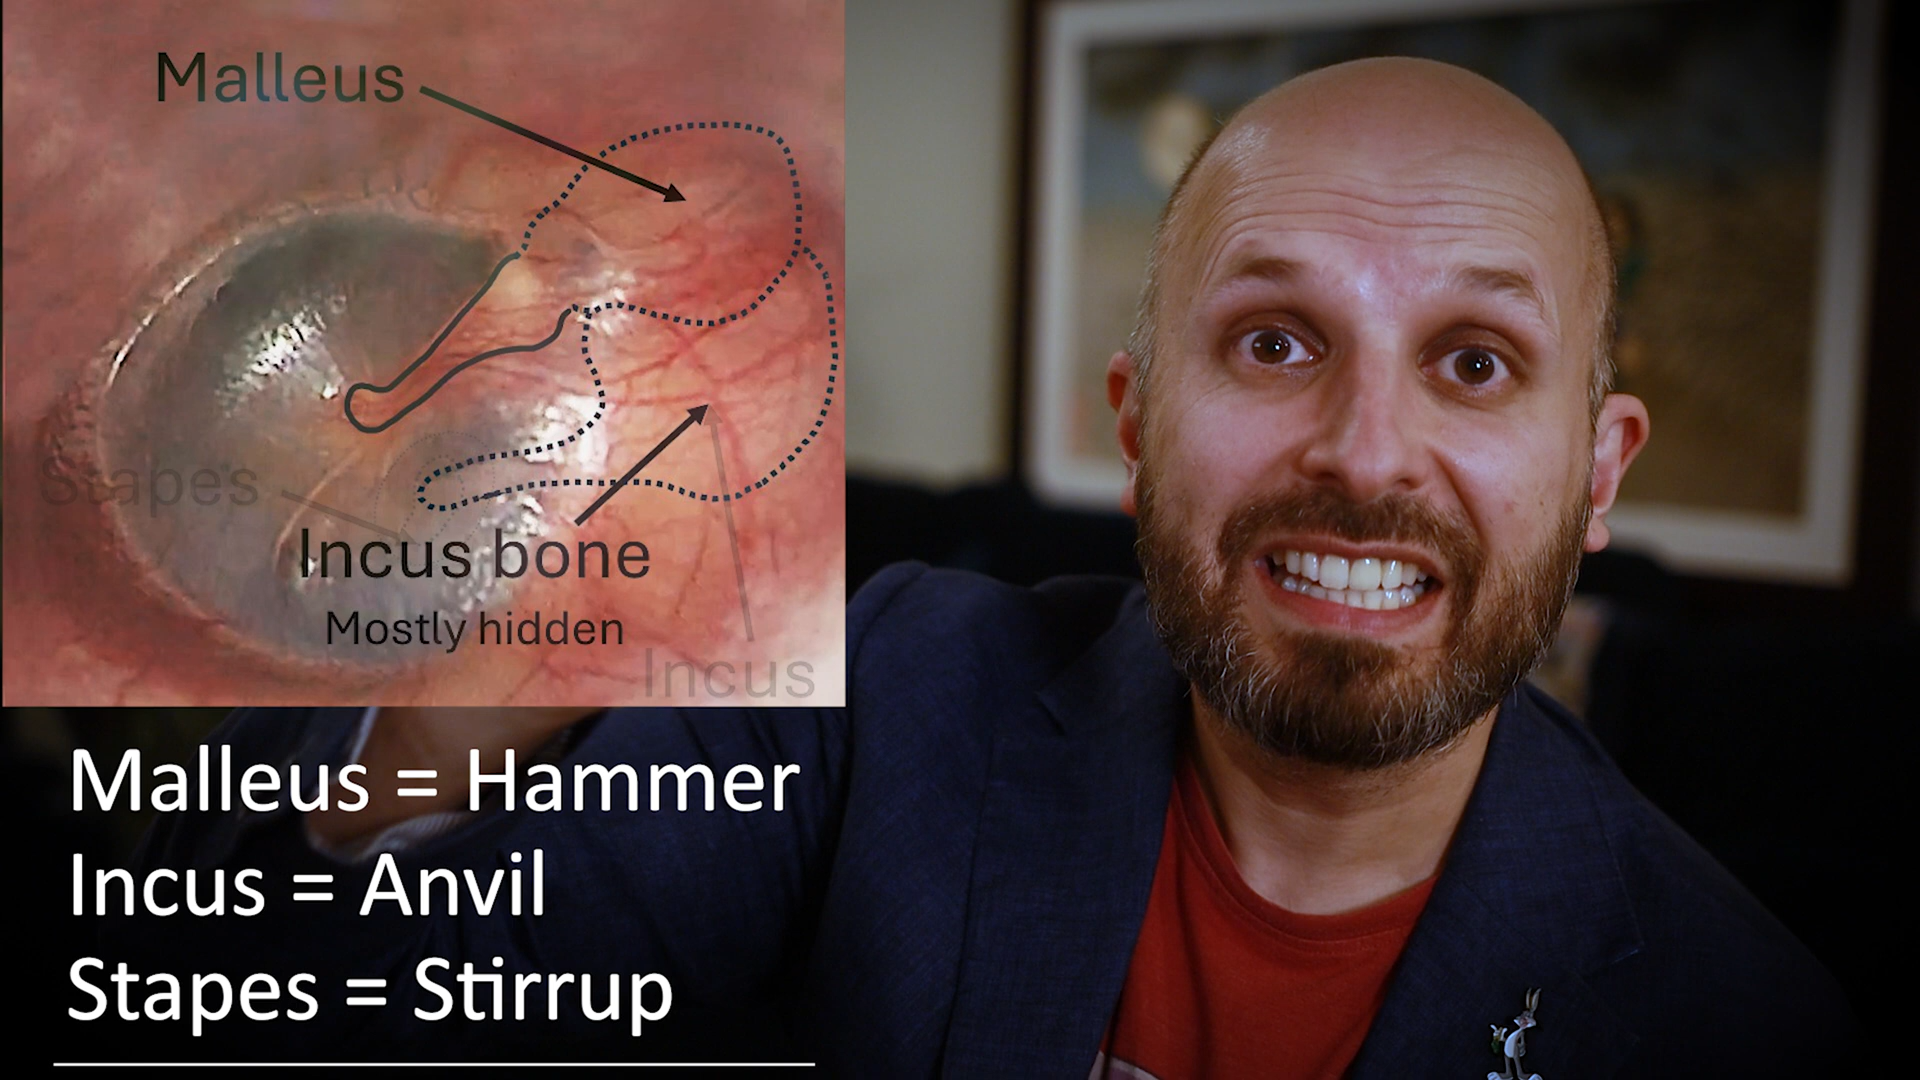 Malleus
Stapes
Incus bone
Mostly hidden
Incus
Malleus = Hammer
Incus = Anvil
Stapes = Stirrup